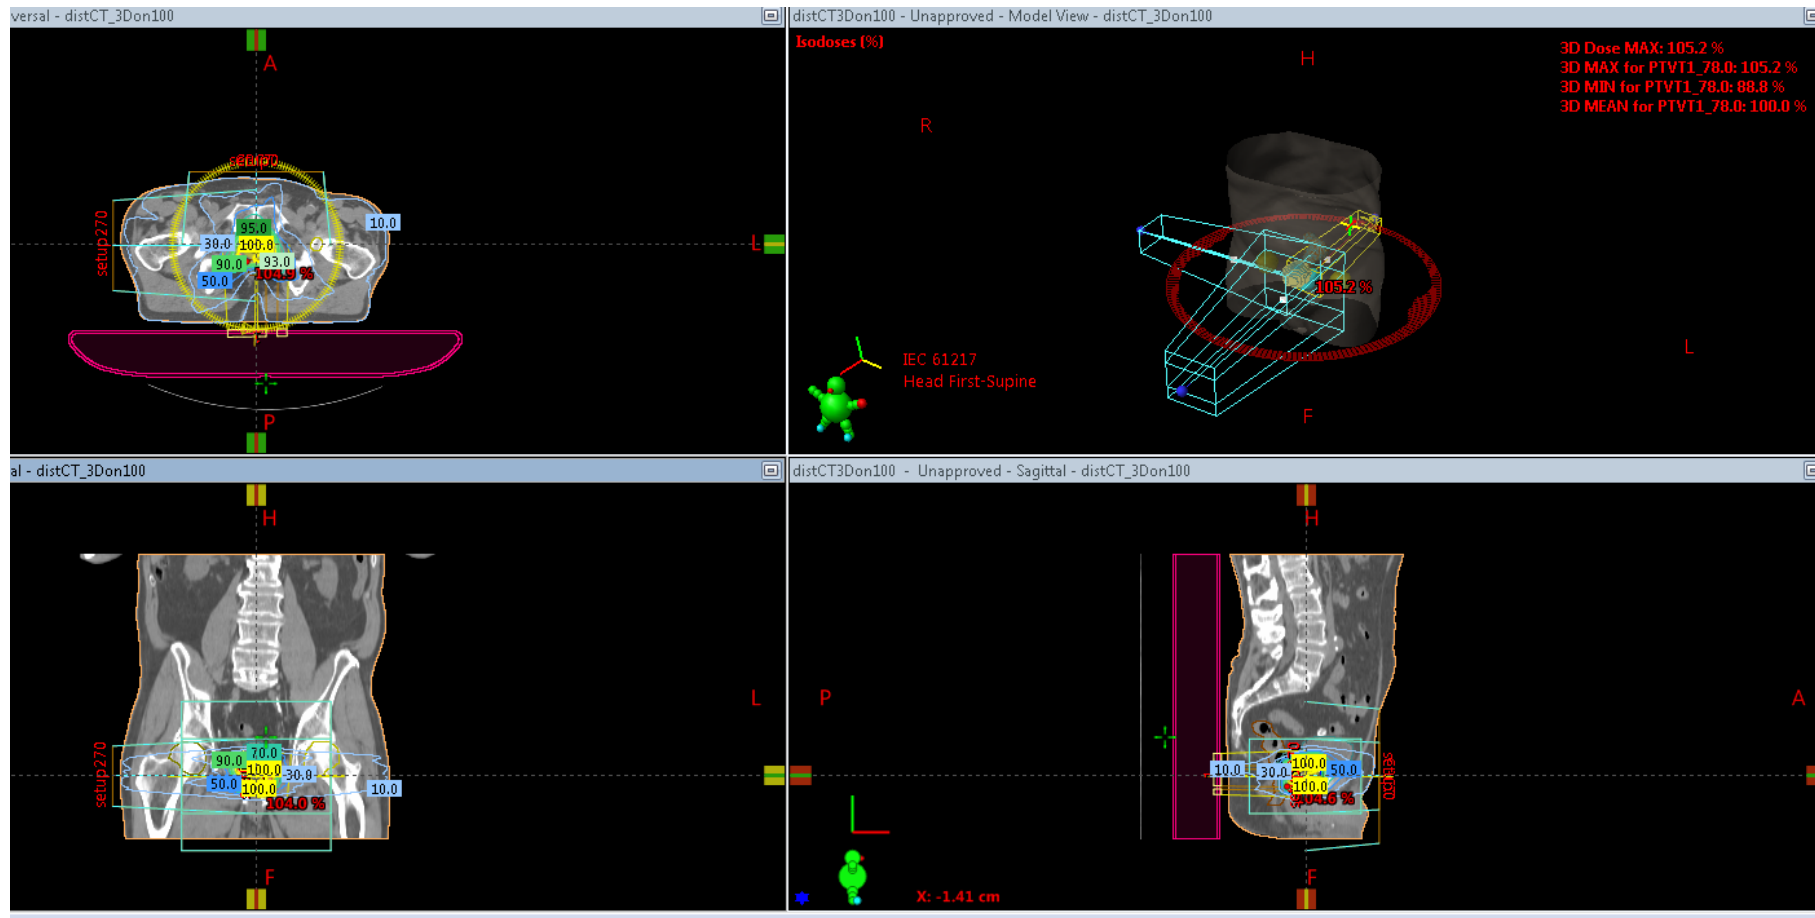 versal - distCT_3Don100
A
setup270
10.0
95.0
30.0
100.0
90.0
93.0
104.9 %
50.0
L
P
distCT3Don100 - Unapproved - Model View - distCT_3Don100
Isodoses (%)
3D Dose MAX: 105.2 %
3D MAX for PTVT1_78.0: 105.2 %
3D MIN for PTVT1_78.0: 88.8 %
3D MEAN for PTVT1_78.0: 100.0 %
H
R
105.2 %
L
IEC 61217
Head First-Supine
F
al - distCT_3Don100
H
L
setup270
70.0
90.0
100.0
30.0
50.0
100.0
10.0
104.0 %
F
distCT3Don100 - Unapproved - Sagittal - distCT_3Don100
H
P
A
100.0
10.0
30.0
50.0
100.0
104.6 %
F
X: -1.41 cm